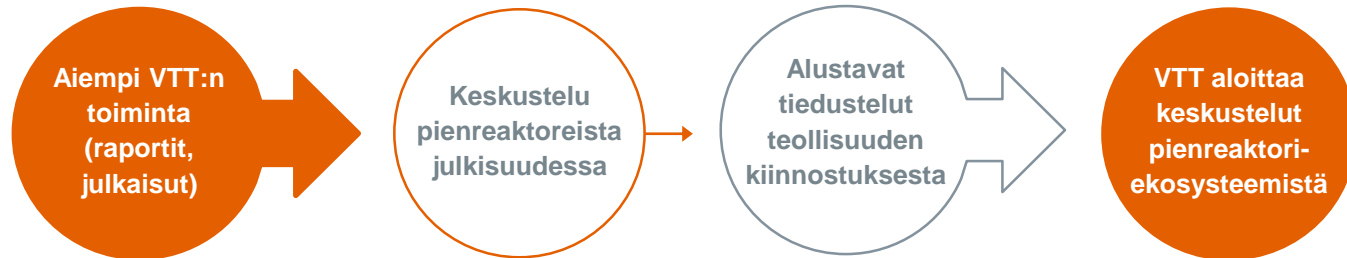 Aiempi VTT:n
toiminta
(raportit,
julkaisut)
Keskustelu
pienreaktoreista
julkisuudessa
Alustavat
tiedustelut
teollisuuden
kiinnostuksesta
VTT aloittaa
keskustelut
pienreaktori-
ekosysteemistä